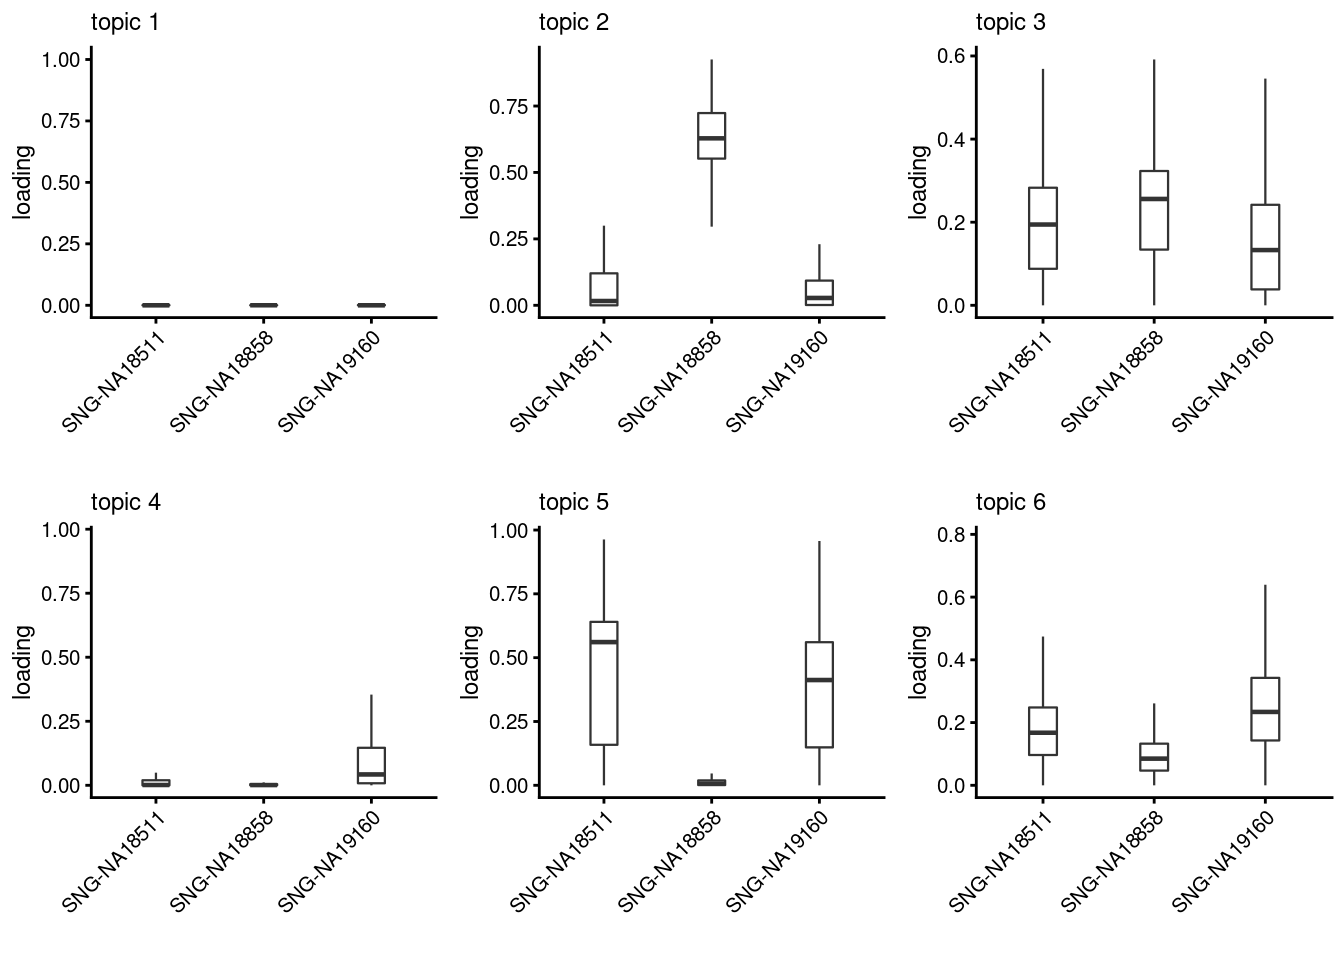 topic 1
1.00
0.75
0.50
0.25
0.00
loading
SNG-NA18511
SNG-NA18858
SNG-NA19160
topic 2
0.75
0.50
0.25
0.00
loading
SNG-NA18511
SNG-NA18858
SNG-NA19160
topic 3
0.6
0.4
0.2
0.0
loading
SNG-NA18511
SNG-NA18858
SNG-NA19160
topic 4
1.00
0.75
0.50
0.25
0.00
loading
SNG-NA18511
SNG-NA18858
SNG-NA19160
topic 5
1.00
0.75
0.50
0.25
0.00
loading
SNG-NA18511
SNG-NA18858
SNG-NA19160
topic 6
0.8
0.6
0.4
0.2
0.0
loading
SNG-NA18511
SNG-NA18858
SNG-NA19160